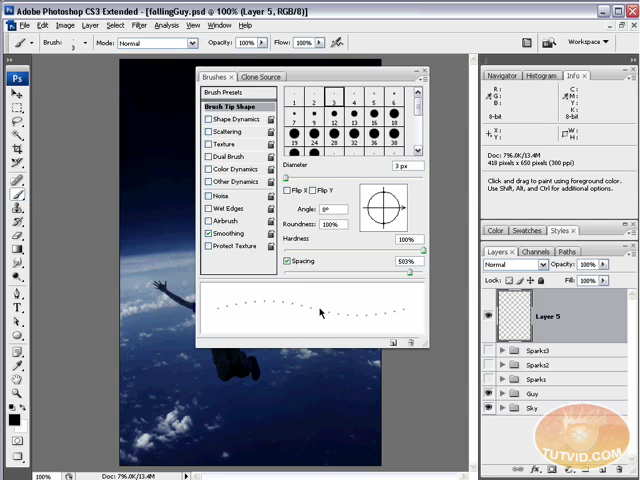 Adobe Photoshop CS3 Extended - [fallingGuy.psd @ 100% (Layer 5, RGB/8)]
File Edit Image Layer Select Filter Analysis View Window Help
Brush: 3 Mode: Normal Opacity: 100% Flow: 100% Workspace
Ps
Brushes × Clone Source
Brush Presets
Brush Tip Shape
Shape Dynamics
Scattering
Texture
Dual Brush
Color Dynamics
Other Dynamics
Noise
Wet Edges
Airbrush
Smoothing
Protect Texture
1 2 3 4 5 6
7 9 12 13 16 18
19 24 28 32 36 38
Diameter 3 px
Flip X Flip Y
Angle: 0°
Roundness: 100%
Hardness 100%
Spacing 503%
Navigator Histogram Info ×
R:
G:
B:
8-bit
C:
M:
Y:
K:
8-bit
X:
Y:
W:
H:
Doc: 796.0K/13.4M
418 pixels x 650 pixels (300 ppi)
Click and drag to paint using foreground color.
Use Shift, Alt, and Ctrl for additional options.
Color Swatches Styles ×
Layers × Channels Paths
Normal Opacity: 100%
Lock: Fill: 100%
Layer 5
Sparks3
Sparks2
Sparks
Guy
Sky
100% Doc: 796.0K/13.4M
TUTVID.COM